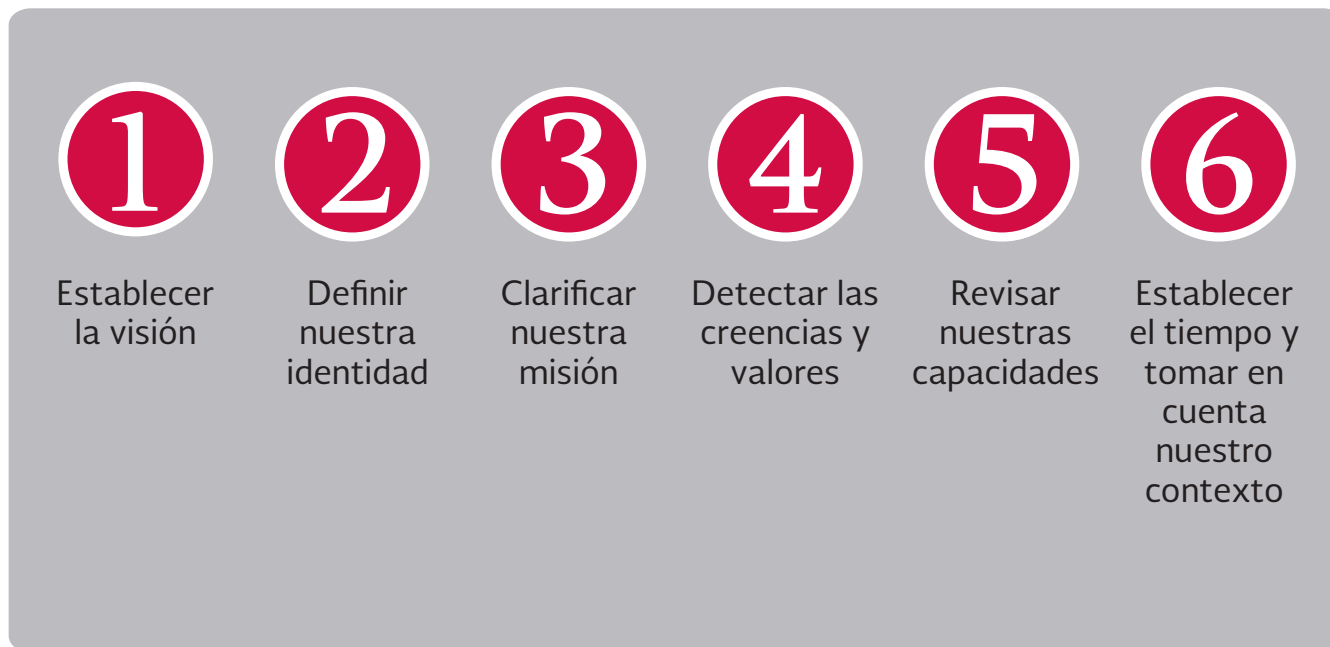 1
Establecer
la visión
2
Definir
nuestra
identidad
3
Clarificar
nuestra
misión
4
Detectar las
creencias y
valores
5
Revisar
nuestras
capacidades
6
Establecer
el tiempo y
tomar en
cuenta
nuestro
contexto